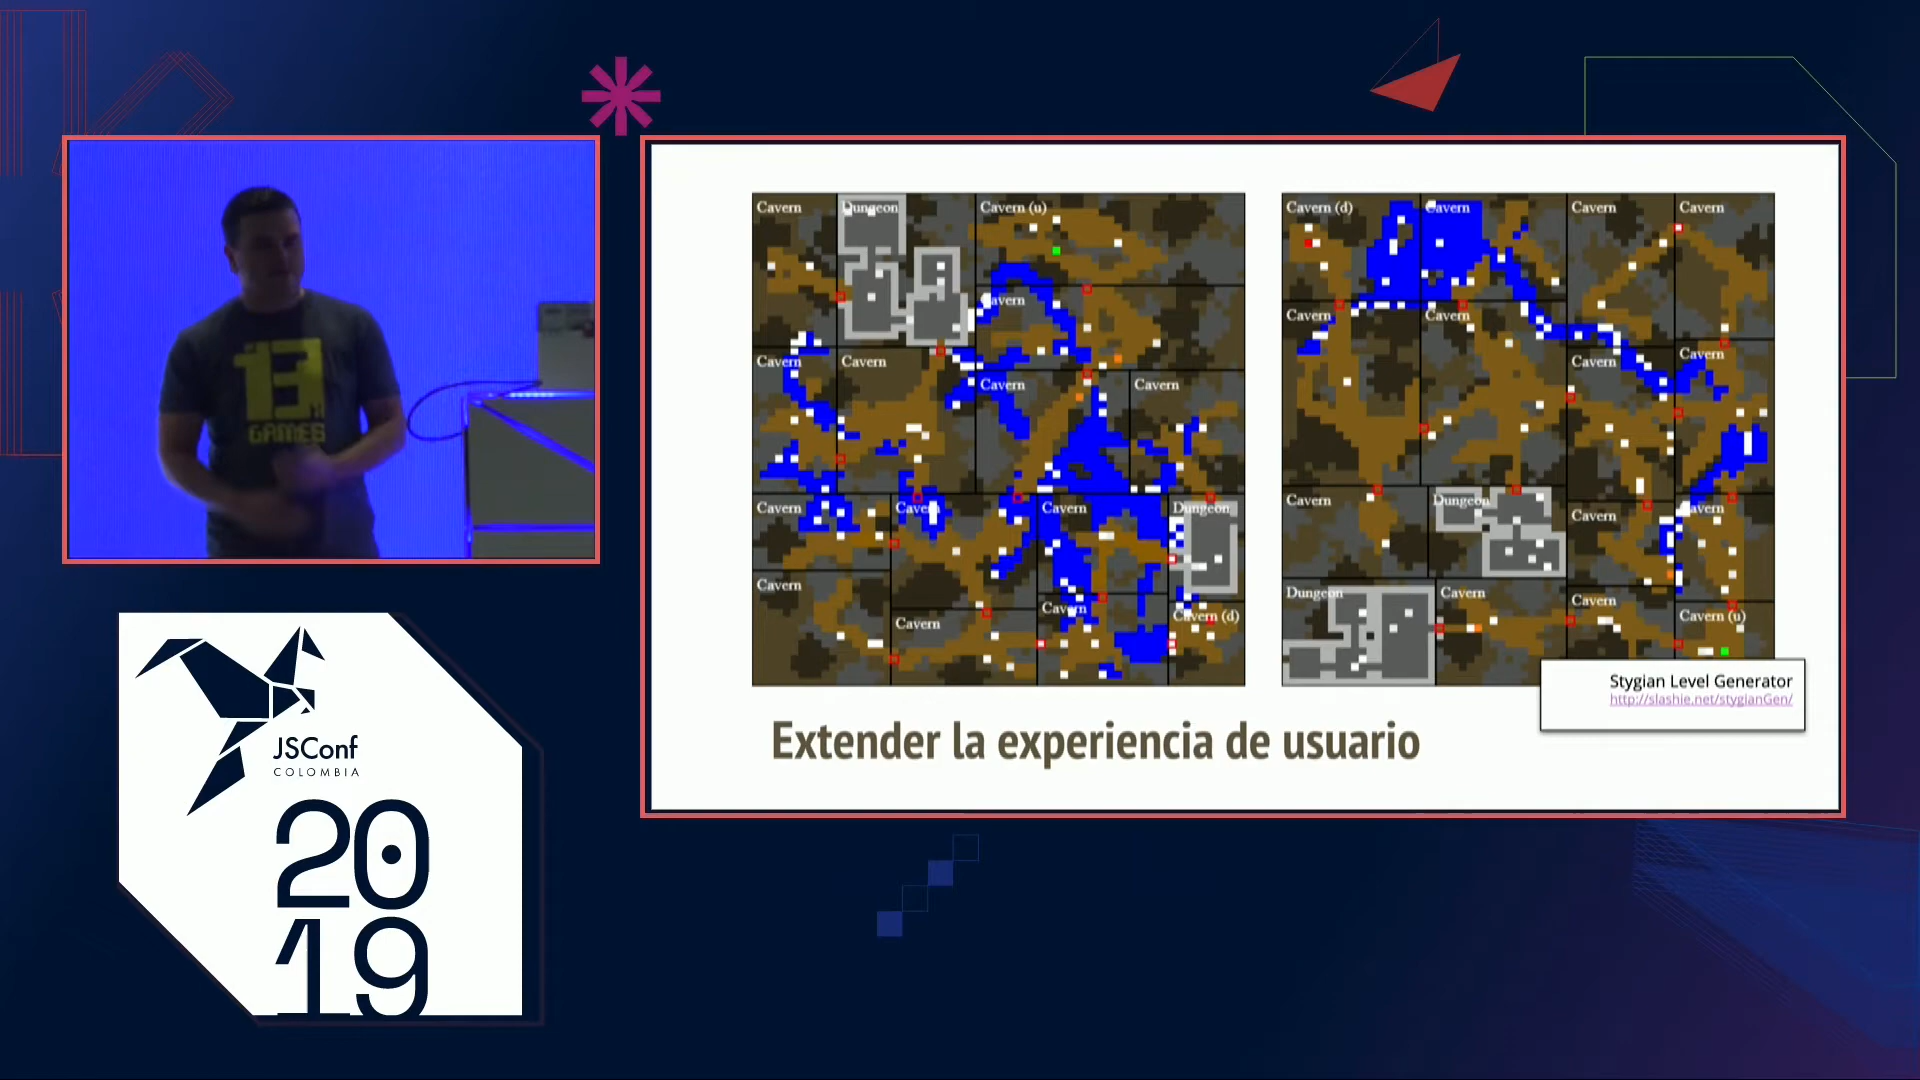 13
GAMES
JSConf
COLOMBIA
20
19
Cavern
Dungeon
Cavern (u)
Cavern
Cavern
Cavern
Cavern
Cavern
Cavern
Cavern
Cavern
Dungeon
Cavern
Cavern
Cavern
Cavern (d)
Cavern (d)
Cavern
Cavern
Cavern
Cavern
Cavern
Cavern
Cavern
Cavern
Dungeon
Cavern
Cavern
Dungeon
Cavern
Cavern
Cavern (u)
Stygian Level Generator
http://slashie.net/stygianGen/
Extender la experiencia de usuario